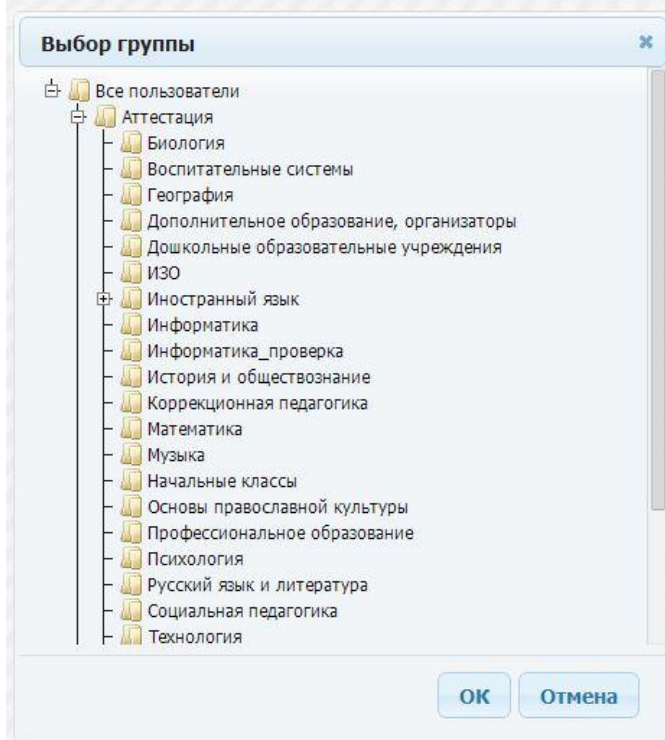 Выбор группы
Все пользователи
Аттестация
Биология
Воспитательные системы
География
Дополнительное образование, организаторы
Дошкольные образовательные учреждения
ИЗО
Иностранный язык
Информатика
Информатика_проверка
История и обществознание
Коррекционная педагогика
Математика
Музыка
Начальные классы
Основы православной культуры
Профессиональное образование
Психология
Русский язык и литература
Социальная педагогика
Технология
ОК Отмена